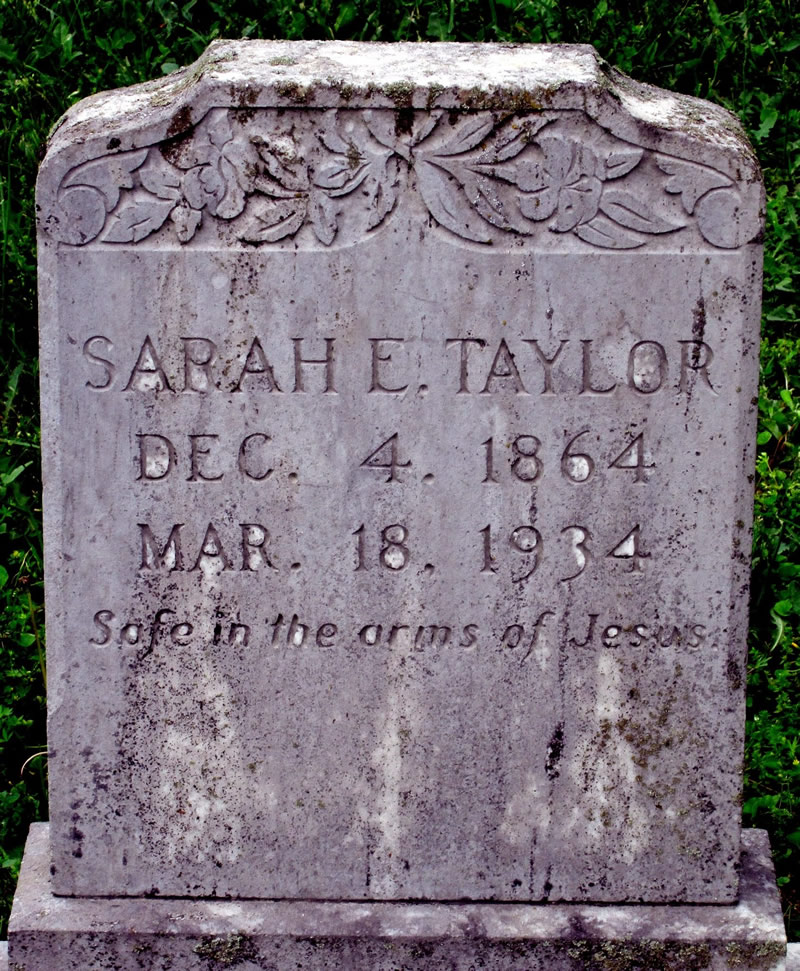 SARAH E. TAYLOR
DEC. 4. 1864
MAR. 18. 1934
Safe in the arms of Jesus.